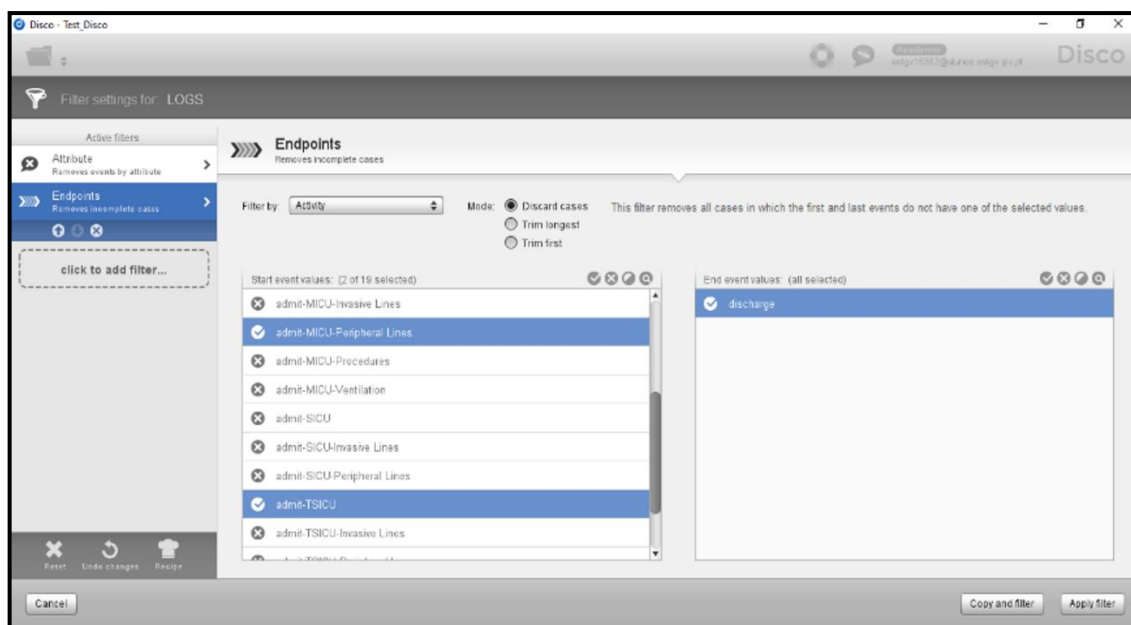 Disco - Test_Disco
Academic
Disco
Filter settings for: LOGS
Active filters
Attribute
Removes events by attribute
Endpoints
Removes incomplete cases
click to add filter...
Reset
Undo changes
Recipe
Endpoints
Removes incomplete cases
Filter by:
Activity
Mode:
Discard cases
Trim longest
Trim first
This filter removes all cases in which the first and last events do not have one of the selected values.
Start event values: (2 of 19 selected)
admit-MICU-Invasive Lines
admit-MICU-Peripheral Lines
admit-MICU-Procedures
admit-MICU-Ventilation
admit-SICU
admit-SICU-Invasive Lines
admit-SICU-Peripheral Lines
admit-TSICU
admit-TSICU-Invasive Lines
End event values: (all selected)
discharge
Cancel
Copy and filter
Apply filter